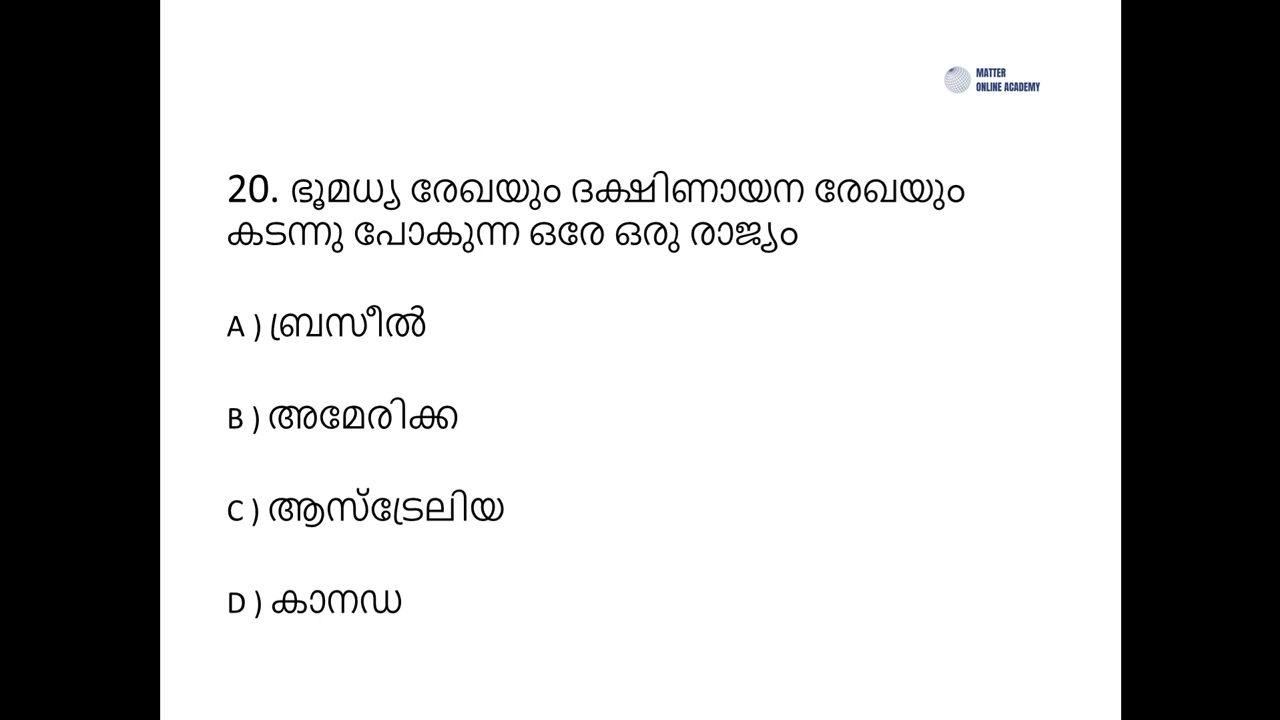 MATTER
ONLINE ACADEMY
20. ഭൂമധ്യ രേഖയും ദക്ഷിണായന രേഖയും
കടന്നു പോകുന്ന ഒരേ ഒരു രാജ്യം
A ) ബ്രസീൽ
B ) അമേരിക്ക
C ) ആസ്ട്രേലിയ
D ) കാനഡ